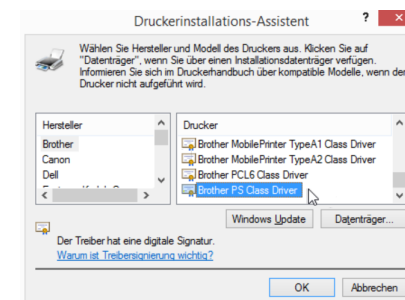 Druckerinstallations-Assistent
?
Wählen Sie Hersteller und Modell des Druckers aus. Klicken Sie auf
"Datenträger", wenn Sie über einen Installationsdatenträger verfügen.
Informieren Sie sich im Druckerhandbuch über kompatible Modelle, wenn der
Drucker nicht aufgeführt wird.
Hersteller
Brother
Canon
Dell
Drucker
Brother MobilePrinter TypeA1 Class Driver
Brother MobilePrinter TypeA2 Class Driver
Brother PCL6 Class Driver
Brother PS Class Driver
Windows Update
Datenträger...
Der Treiber hat eine digitale Signatur.
Warum ist Treibersignierung wichtig?
OK
Abbrechen